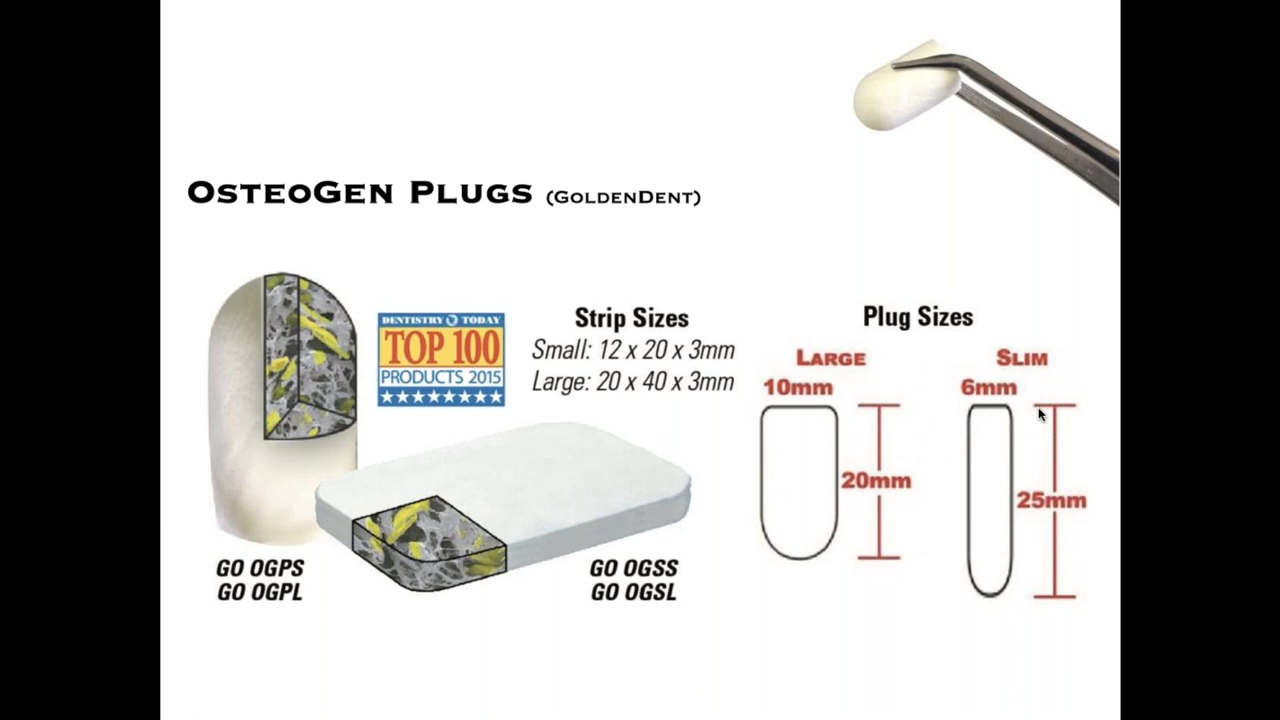 OsteoGen Plugs (GoldenDent)
DENTISTRY TODAY
TOP 100
PRODUCTS 2015
Strip Sizes
Small: 12 x 20 x 3mm
Large: 20 x 40 x 3mm
Plug Sizes
LARGE
10mm
20mm
SLIM
6mm
25mm
GO OGPS
GO OGPL
GO OGSS
GO OGSL